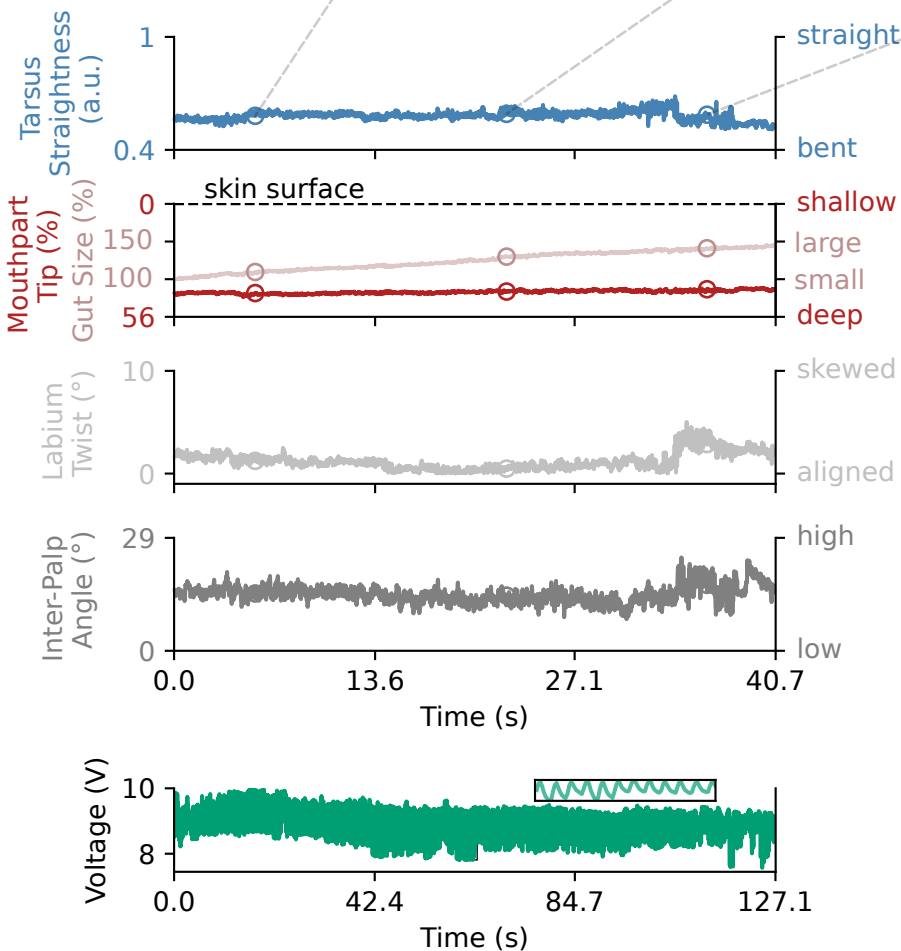 Tarsus
Straightness
(a.u.)
1
0.4
straight
bent
Mouthpart
Tip (%)
Gut Size (%)
skin surface
0
150
100
56
shallow
large
small
deep
Labium
Twist (°)
10
0
skewed
aligned
Inter-Palp
Angle (°)
29
0
high
low
0.0 13.6 27.1 40.7
Time (s)
Voltage (V)
10
8
0.0 42.4 84.7 127.1
Time (s)